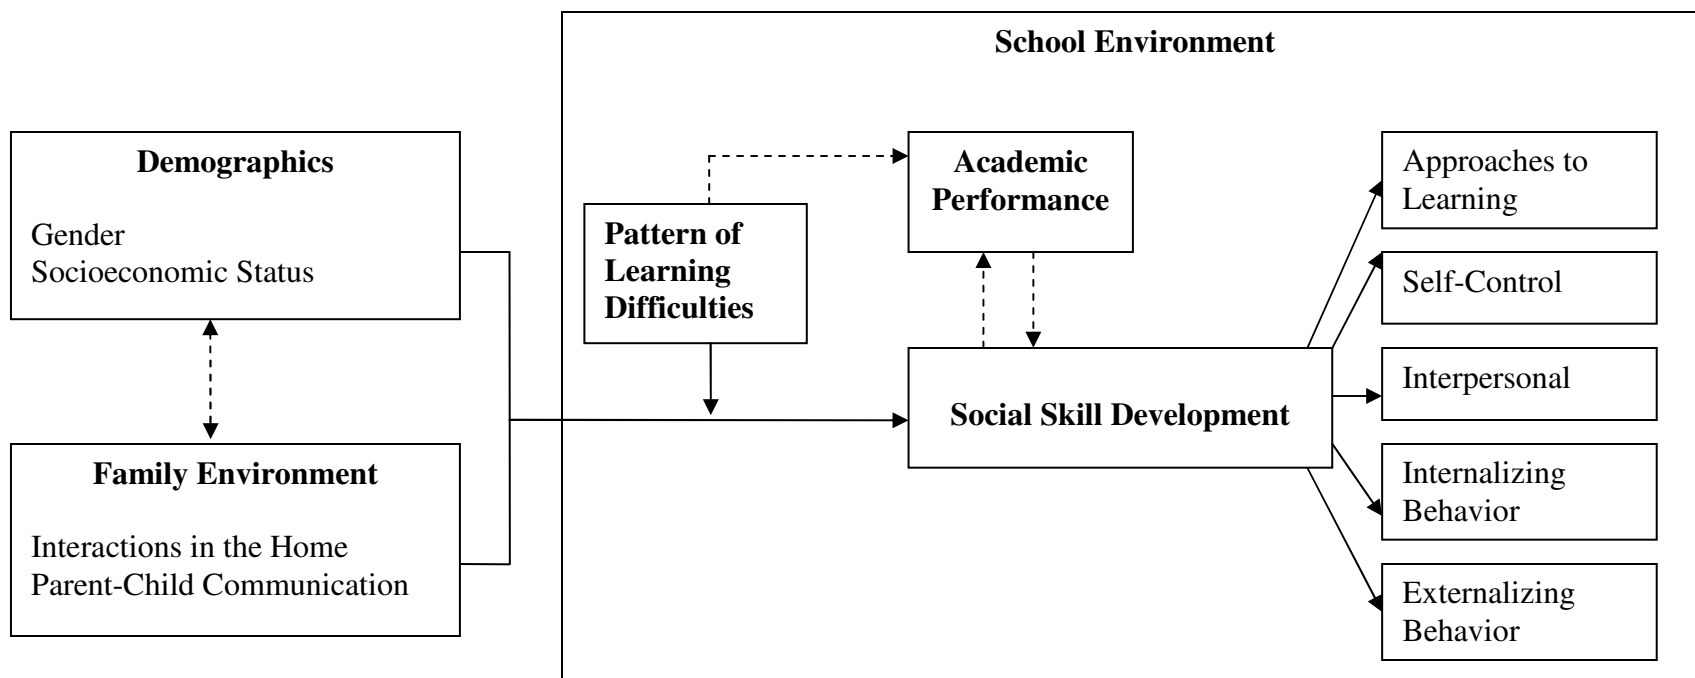 School Environment
Demographics
Gender
Socioeconomic Status
Family Environment
Interactions in the Home
Parent-Child Communication
Pattern of
Learning
Difficulties
Academic
Performance
Social Skill Development
Approaches to
Learning
Self-Control
Interpersonal
Internalizing
Behavior
Externalizing
Behavior